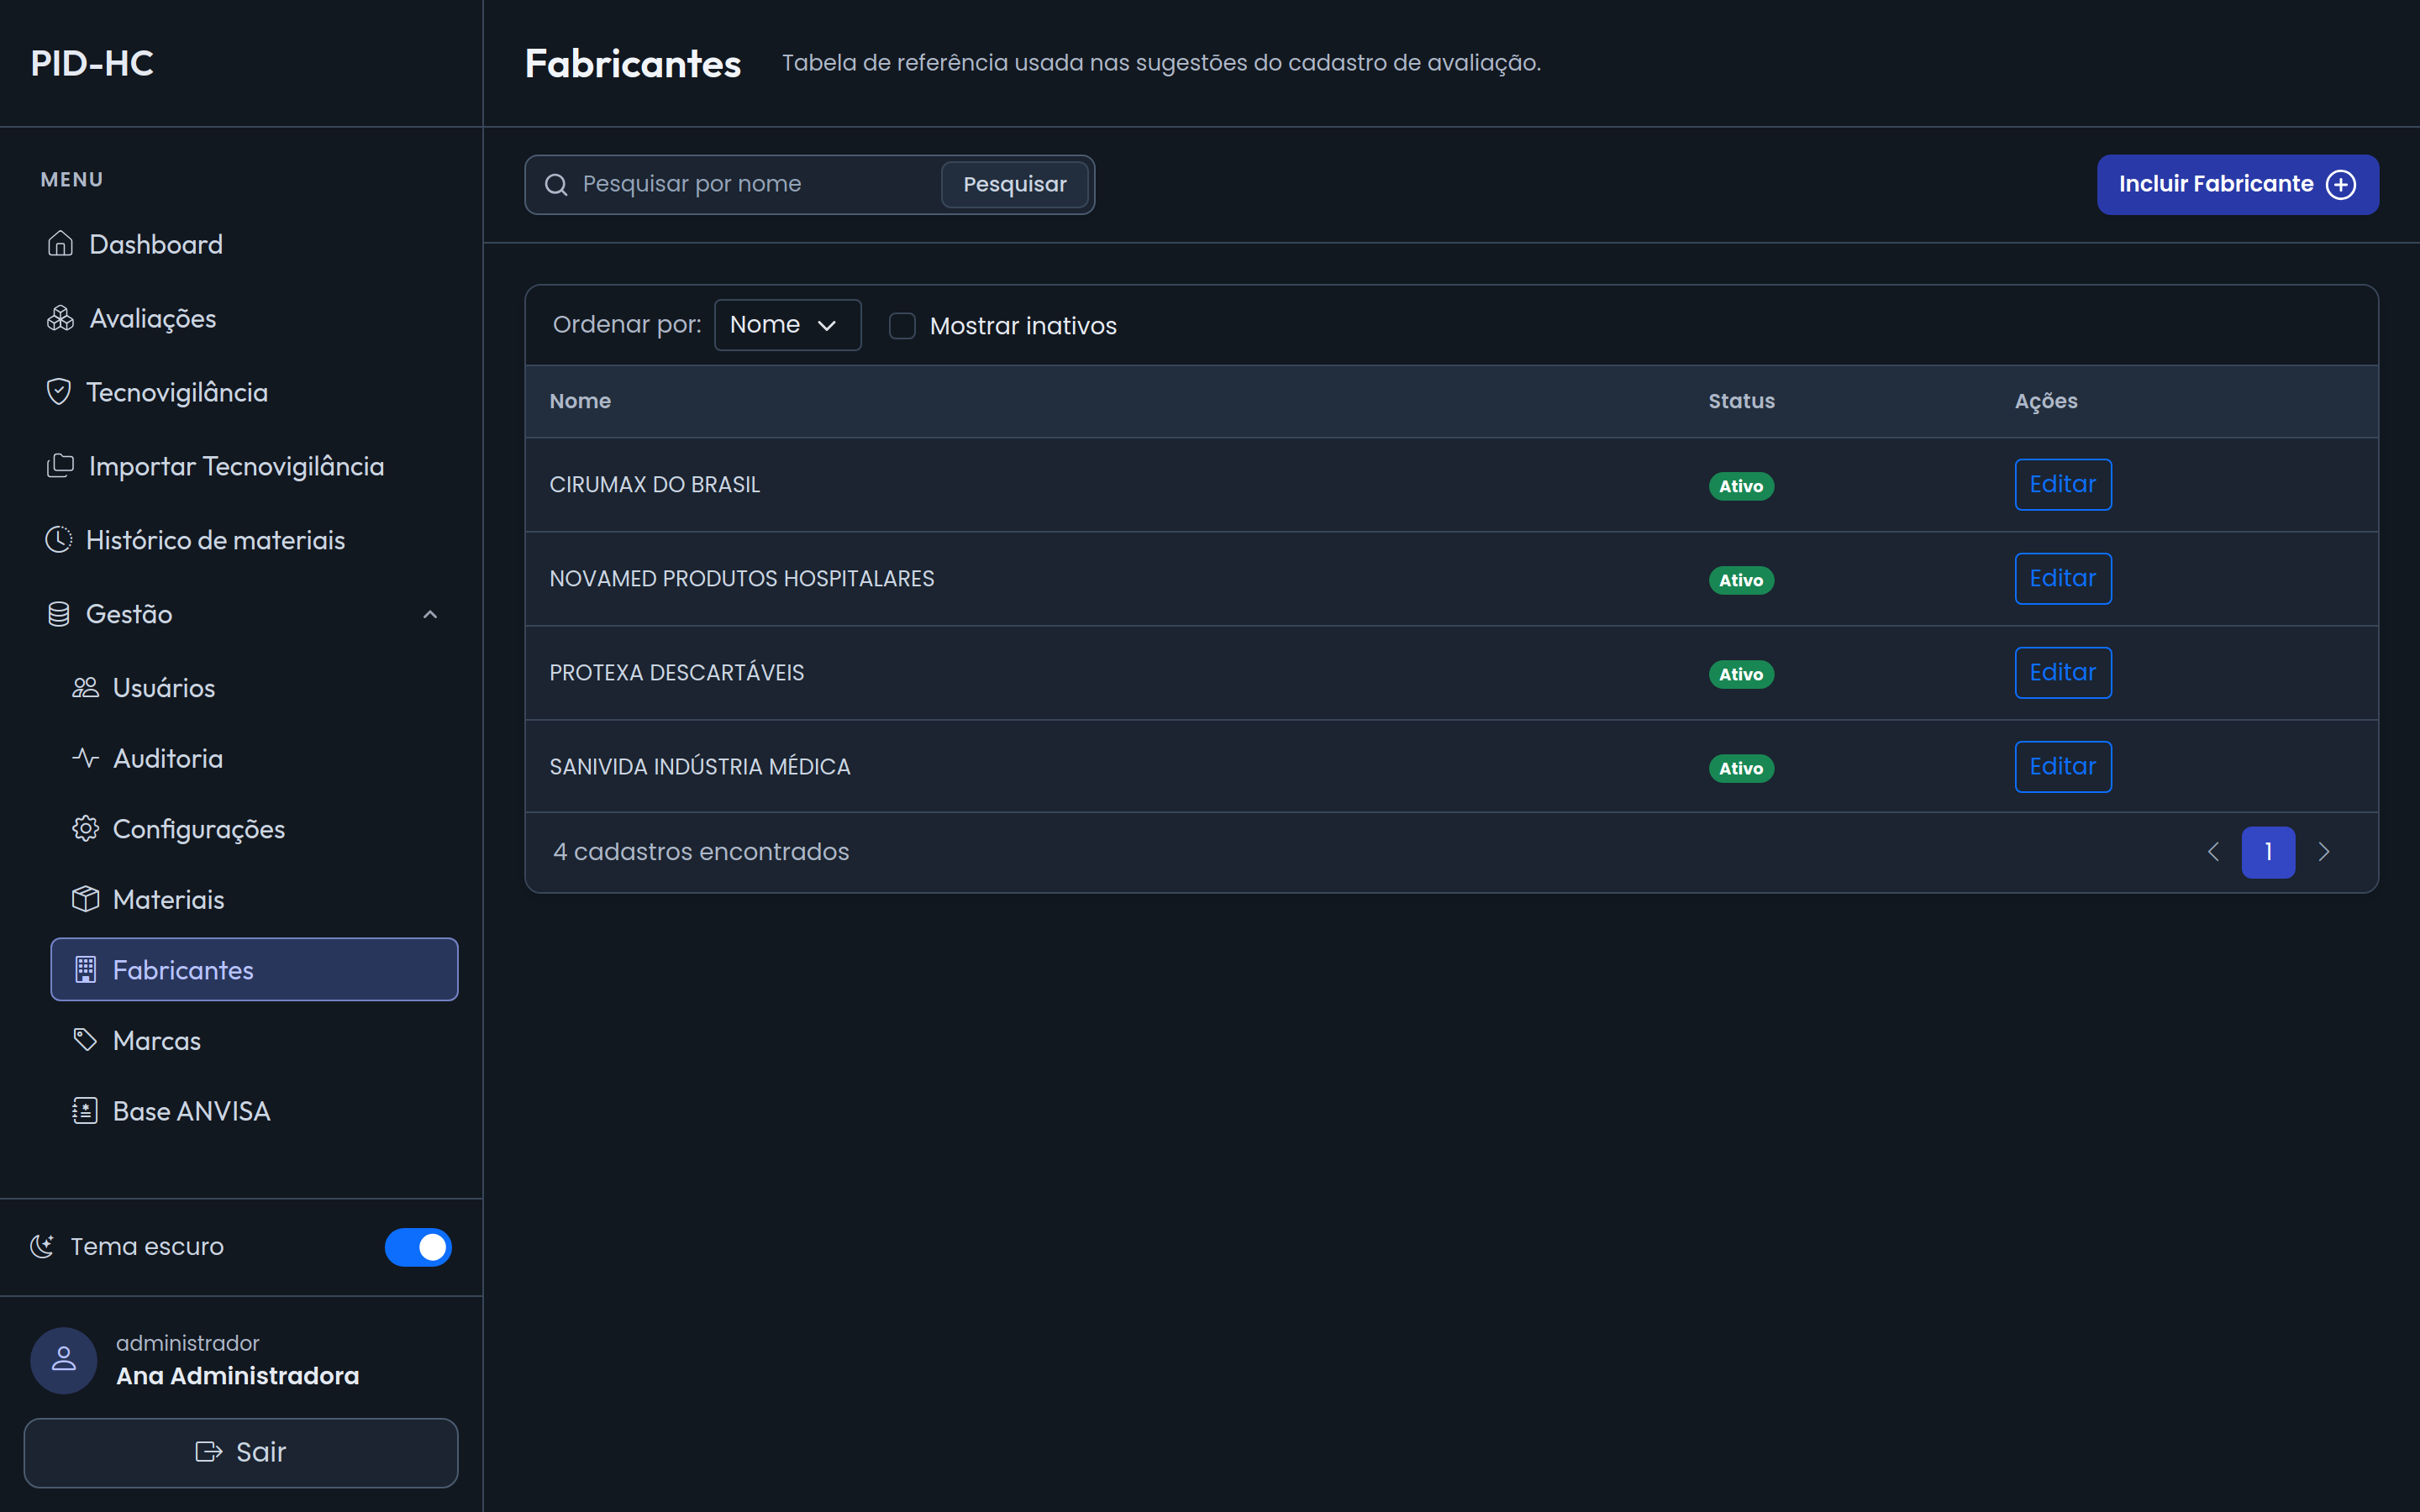 PID-HC
MENU
Dashboard
Avaliações
Tecnovigilância
Importar Tecnovigilância
Histórico de materiais
Gestão
Usuários
Auditoria
Configurações
Materiais
Fabricantes
Marcas
Base ANVISA
Tema escuro
administrador
Ana Administradora
Sair
Fabricantes
Tabela de referência usada nas sugestões do cadastro de avaliação.
Pesquisar por nome
Pesquisar
Incluir Fabricante
Ordenar por: Nome
Mostrar inativos
Nome Status Ações
CIRUMAX DO BRASIL Ativo Editar
NOVAMED PRODUTOS HOSPITALARES Ativo Editar
PROTEXA DESCARTÁVEIS Ativo Editar
SANIVIDA INDÚSTRIA MÉDICA Ativo Editar
4 cadastros encontrados
1